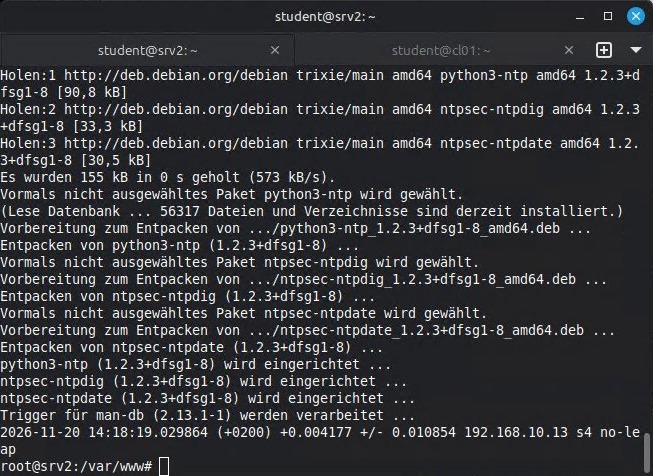 student@srv2: ~
student@srv2: ~
student@cl01: ~
Holen:1 http://deb.debian.org/debian trixie/main amd64 python3-ntp amd64 1.2.3+d
fsg1-8 [90,8 kB]
Holen:2 http://deb.debian.org/debian trixie/main amd64 ntpsec-ntpdig amd64 1.2.3
+dfsg1-8 [33,3 kB]
Holen:3 http://deb.debian.org/debian trixie/main amd64 ntpsec-ntpdate amd64 1.2.
3+dfsg1-8 [30,5 kB]
Es wurden 155 kB in 0 s geholt (573 kB/s).
Vormals nicht ausgewähltes Paket python3-ntp wird gewählt.
(Lese Datenbank ... 56317 Dateien und Verzeichnisse sind derzeit installiert.)
Vorbereitung zum Entpacken von .../python3-ntp_1.2.3+dfsg1-8_amd64.deb ...
Entpacken von python3-ntp (1.2.3+dfsg1-8) ...
Vormals nicht ausgewähltes Paket ntpsec-ntpdig wird gewählt.
Vorbereitung zum Entpacken von .../ntpsec-ntpdig_1.2.3+dfsg1-8_amd64.deb ...
Entpacken von ntpsec-ntpdig (1.2.3+dfsg1-8) ...
Vormals nicht ausgewähltes Paket ntpsec-ntpdate wird gewählt.
Vorbereitung zum Entpacken von .../ntpsec-ntpdate_1.2.3+dfsg1-8_amd64.deb ...
Entpacken von ntpsec-ntpdate (1.2.3+dfsg1-8) ...
python3-ntp (1.2.3+dfsg1-8) wird eingerichtet ...
ntpsec-ntpdig (1.2.3+dfsg1-8) wird eingerichtet ...
ntpsec-ntpdate (1.2.3+dfsg1-8) wird eingerichtet ...
Trigger für man-db (2.13.1-1) werden verarbeitet ...
2026-11-20 14:18:19.029864 (+0200) +0.004177 +/- 0.010854 192.168.10.13 s4 no-le
ap
root@srv2:/var/www#